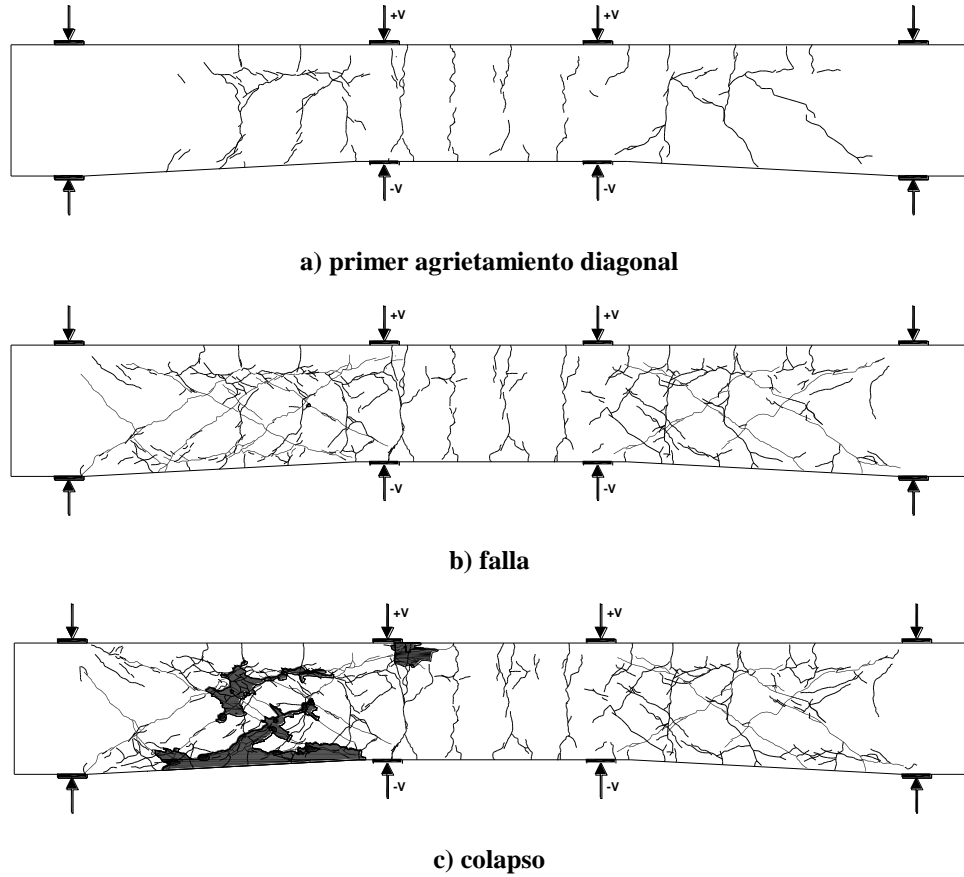 +V
+V
-V
-V
a) primer agrietamiento diagonal
+V
+V
-V
-V
b) falla
+V
+V
-V
-V
c) colapso